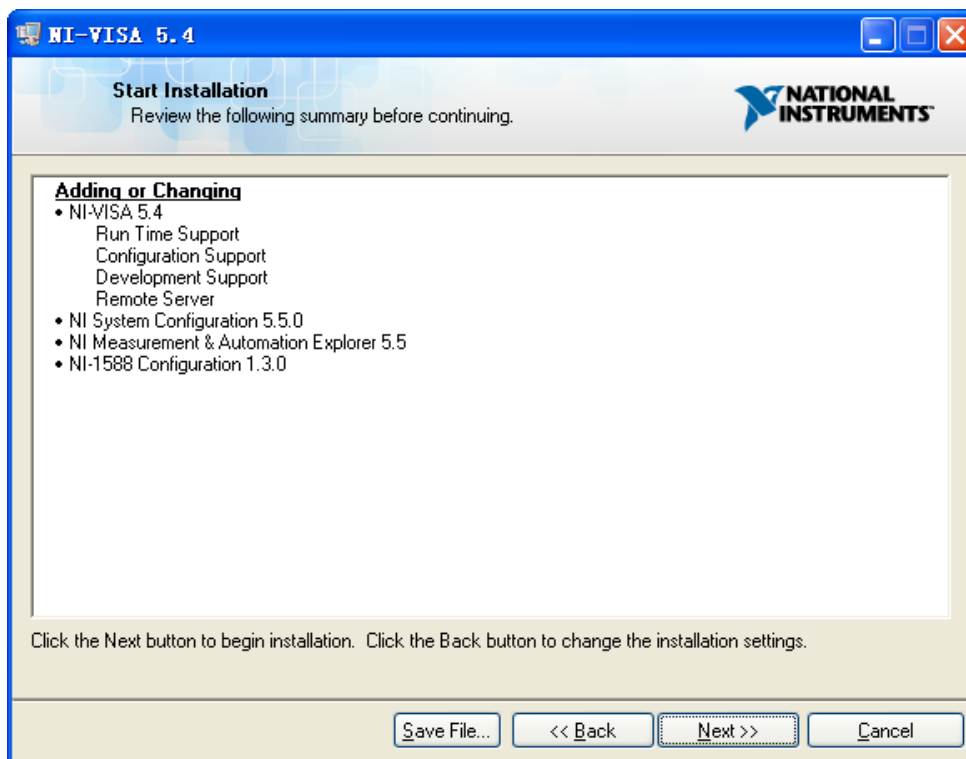 NI-VISA 5.4
Start Installation
Review the following summary before continuing.
NATIONAL
INSTRUMENTS™
Adding or Changing
• NI-VISA 5.4
Run Time Support
Configuration Support
Development Support
Remote Server
• NI System Configuration 5.5.0
• NI Measurement & Automation Explorer 5.5
• NI-1588 Configuration 1.3.0
Click the Next button to begin installation. Click the Back button to change the installation settings.
Save File...
<< Back
Next >>
Cancel